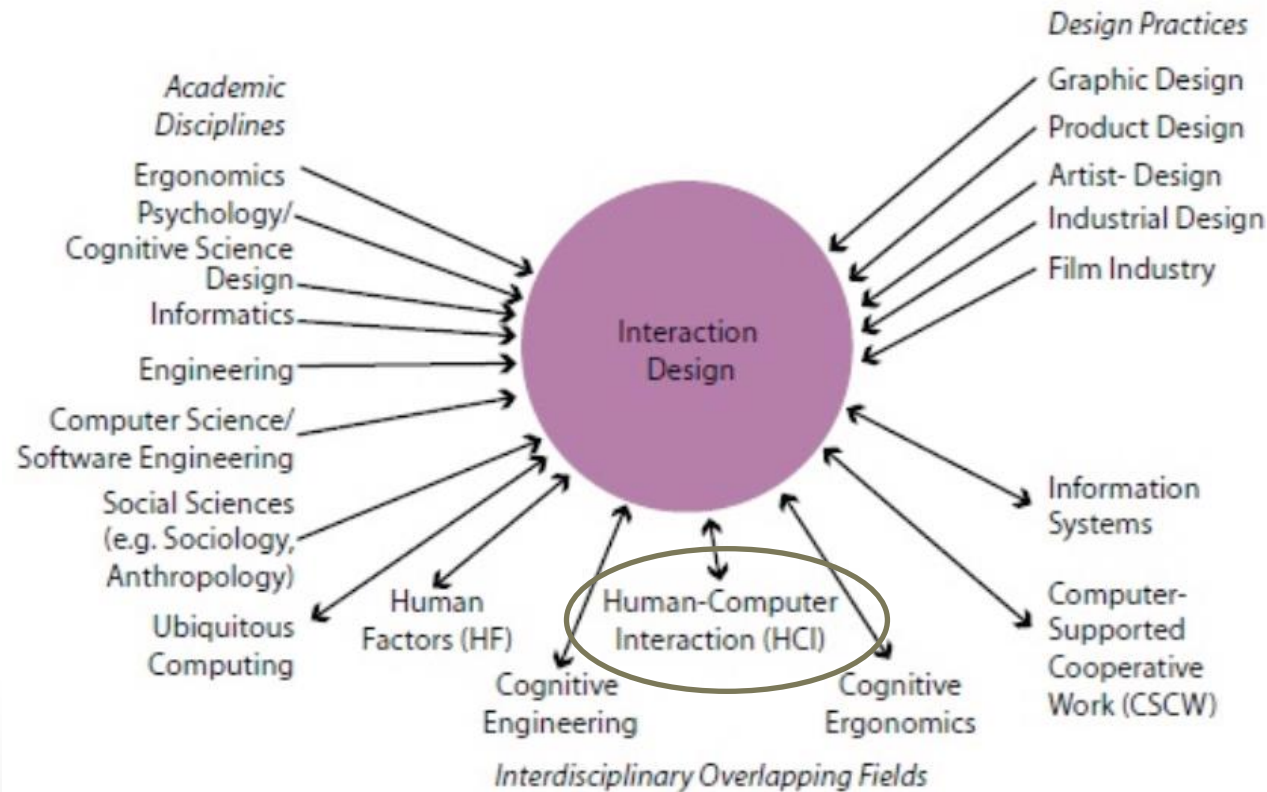 Academic
Disciplines
Ergonomics
Psychology/
Cognitive Science
Design
Informatics
Engineering
Computer Science/
Software Engineering
Social Sciences
(e.g. Sociology,
Anthropology)
Ubiquitous
Computing
Human
Factors (HF)
Cognitive
Engineering
Human-Computer
Interaction (HCI)
Cognitive
Ergonomics
Interdisciplinary Overlapping Fields
Interaction
Design
Design Practices
Graphic Design
Product Design
Artist- Design
Industrial Design
Film Industry
Information
Systems
Computer-
Supported
Cooperative
Work (CSCW)